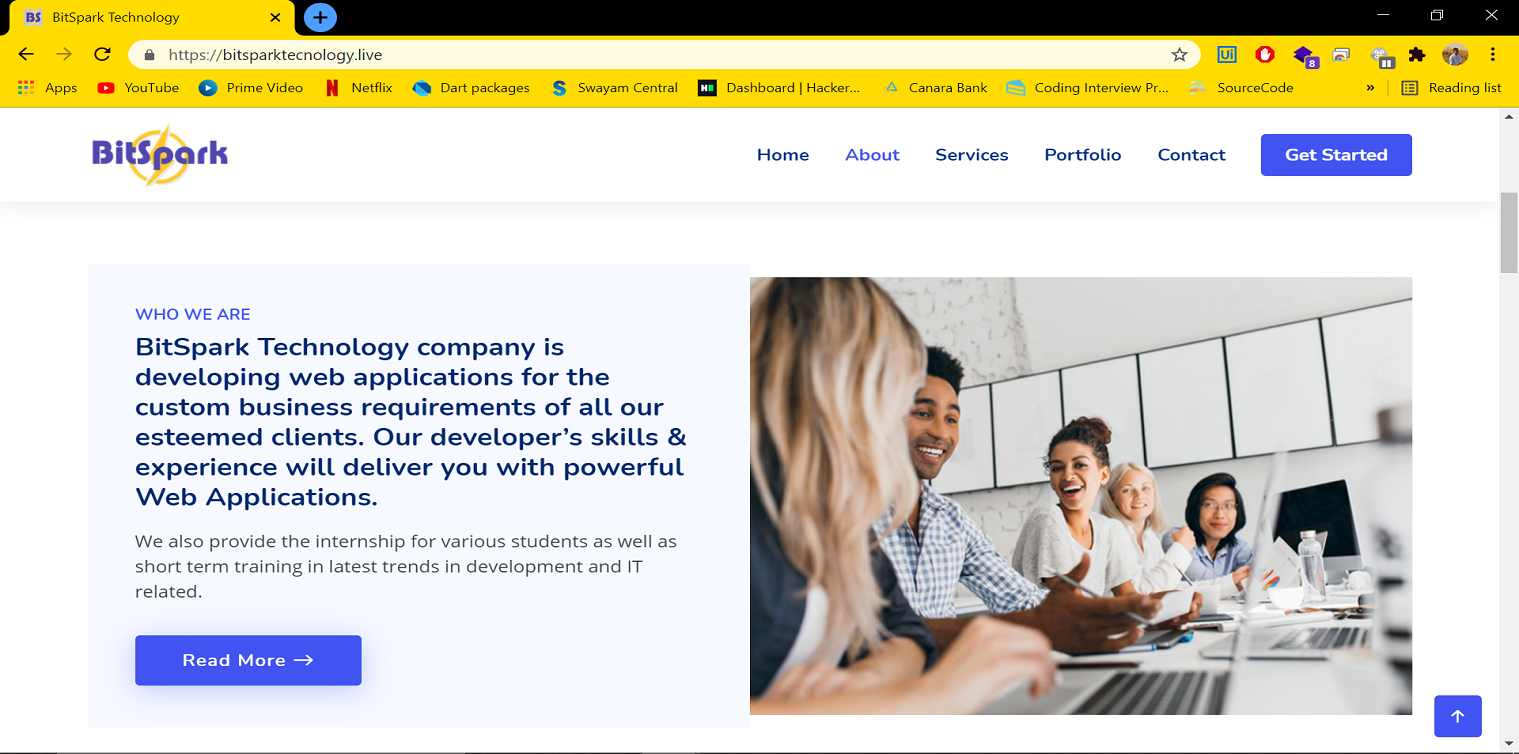 BS BitSpark Technology
https://bitsparktecnology.live
Ui 8
Apps YouTube Prime Video Netflix Dart packages Swayam Central Dashboard | Hacker... Canara Bank Coding Interview Pr... SourceCode » Reading list
BitSpark Home About Services Portfolio Contact Get Started
WHO WE ARE
BitSpark Technology company is
developing web applications for the
custom business requirements of all our
esteemed clients. Our developer’s skills &
experience will deliver you with powerful
Web Applications.
We also provide the internship for various students as well as
short term training in latest trends in development and IT
related.
Read More →